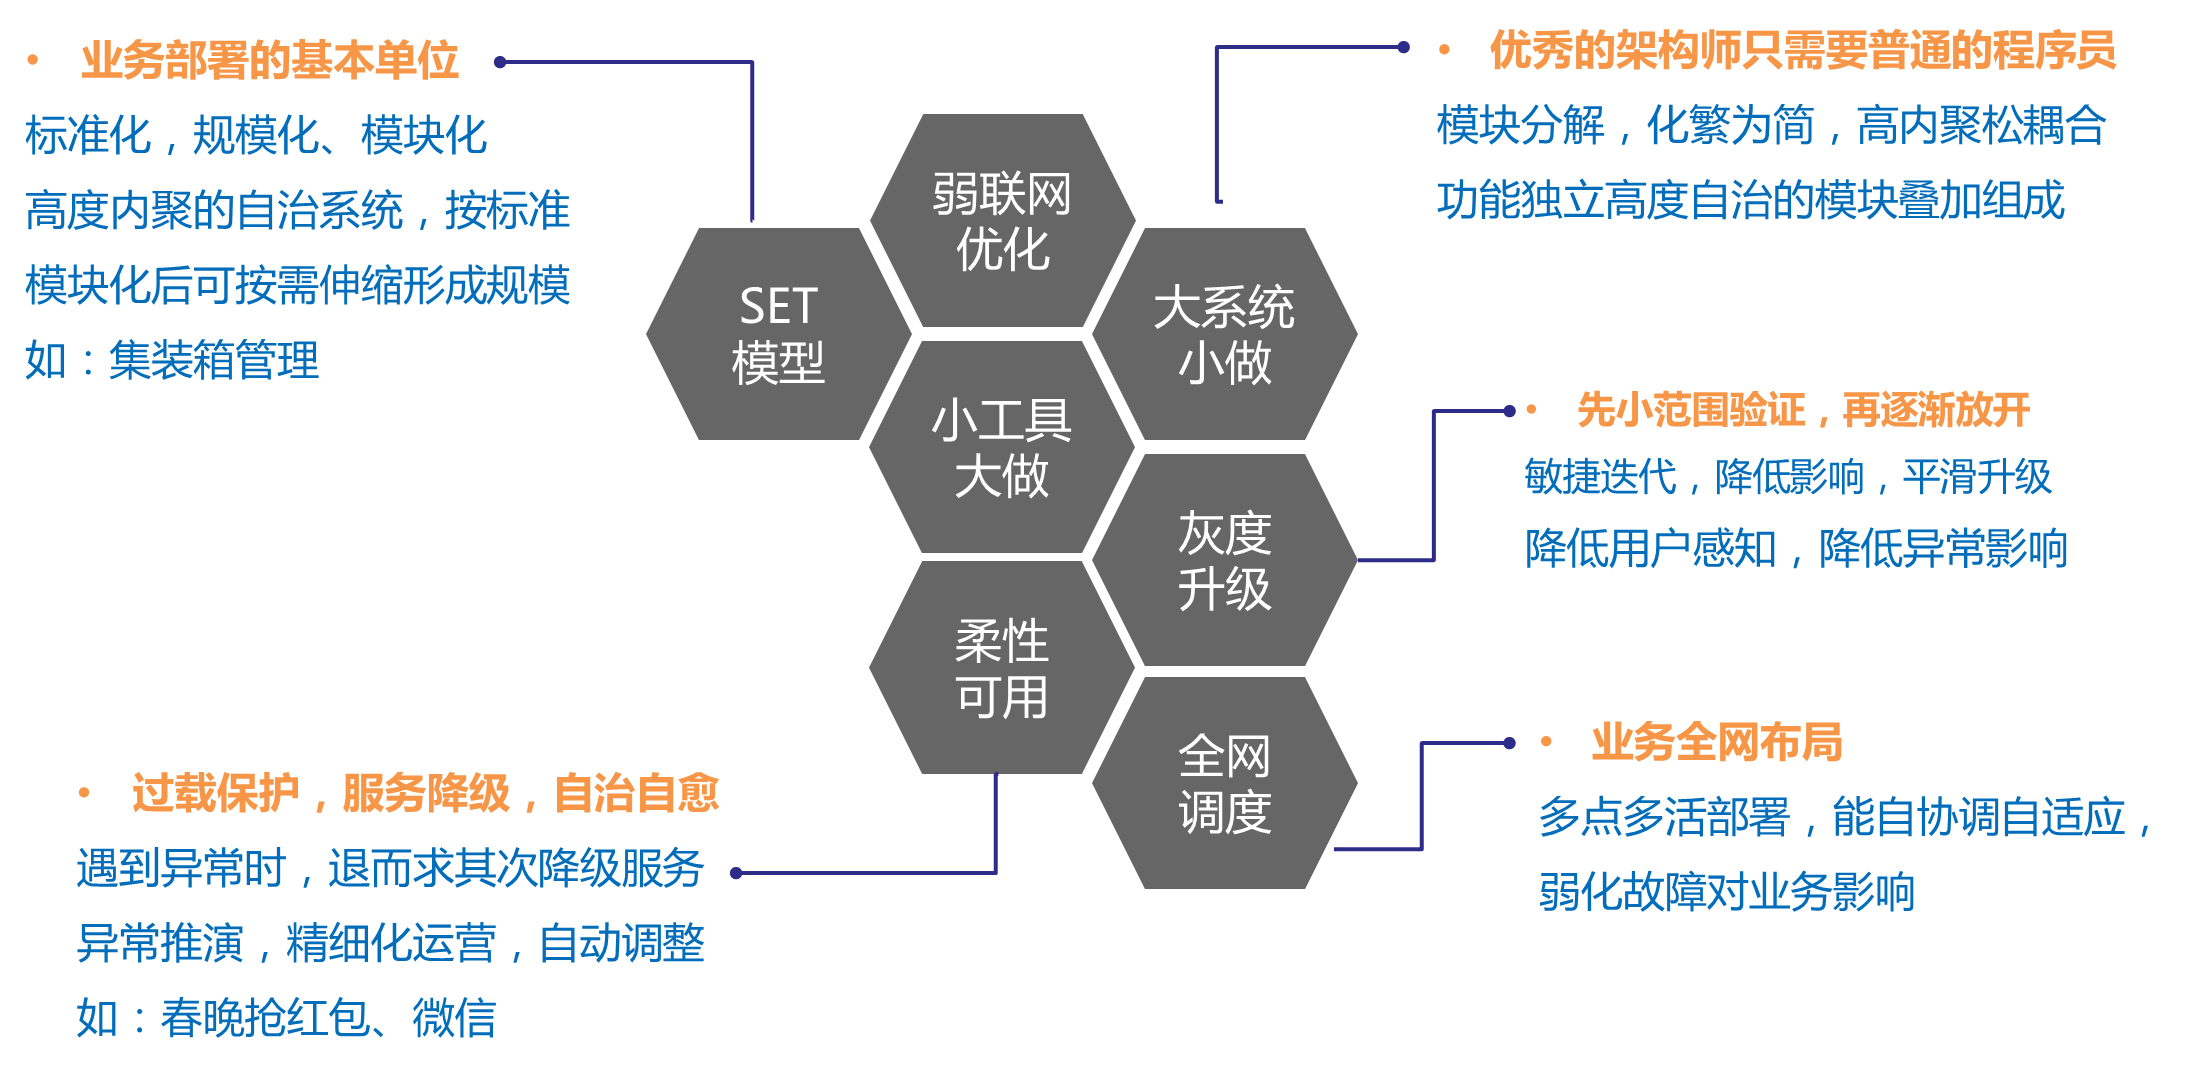 • 业务部署的基本单位
标准化，规模化、模块化
高度内聚的自治系统，按标准
模块化后可按需伸缩形成规模
如：集装箱管理
• 优秀的架构师只需要普通的程序员
模块分解，化繁为简，高内聚松耦合
功能独立高度自治的模块叠加组成
弱联网
优化
SET
模型
大系统
小做
小工具
大做
灰度
升级
柔性
可用
全网
调度
• 先小范围验证，再逐渐放开
敏捷迭代，降低影响，平滑升级
降低用户感知，降低异常影响
• 业务全网布局
多点多活部署，能自协调自适应，
弱化故障对业务影响
• 过载保护，服务降级，自治自愈
遇到异常时，退而求其次降级服务
异常推演，精细化运营，自动调整
如：春晚抢红包、微信